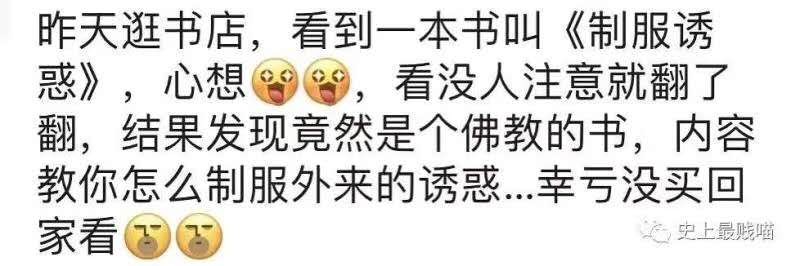 昨天逛书店，看到一本书叫《制服诱
惑》，心想🤩🤩，看没人注意就翻了
翻，结果发现竟然是个佛教的书，内容
教你怎么制服外来的诱惑...幸亏没买回
家看
史上最贱喵